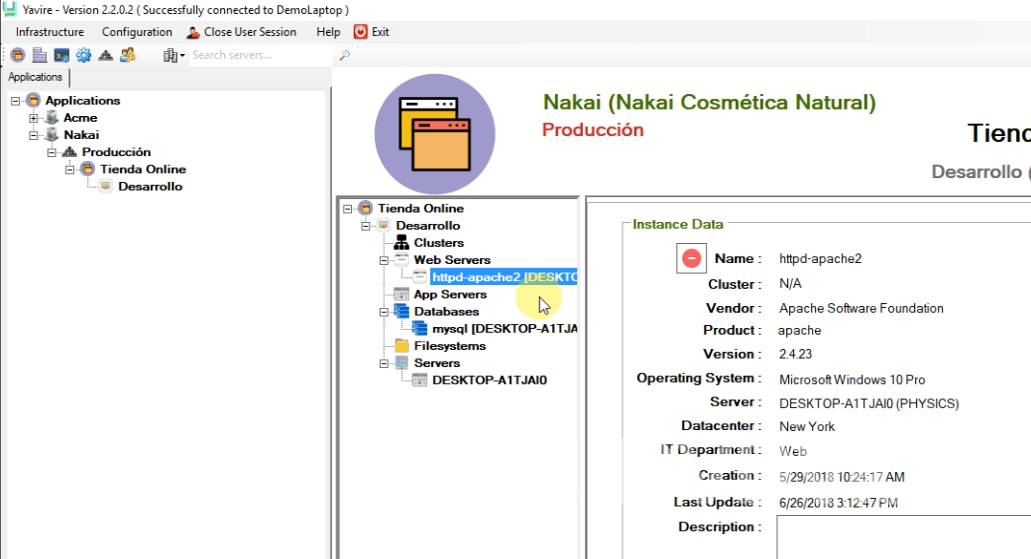 Yavire - Version 2.2.0.2 ( Successfully connected to DemoLaptop )
Infrastructure Configuration Close User Session Help Exit
Search servers...
Applications
Applications
Acme
Nakai
Producción
Tienda Online
Desarrollo
Nakai (Nakai Cosmética Natural)
Producción
Tiend
Desarrollo (
Tienda Online
Desarrollo
Clusters
Web Servers
httpd-apache2 [DESKTO
App Servers
Databases
mysql [DESKTOP-A1TJA
Filesystems
Servers
DESKTOP-A1TJAI0
Instance Data
Name : httpd-apache2
Cluster : N/A
Vendor : Apache Software Foundation
Product : apache
Version : 2.4.23
Operating System : Microsoft Windows 10 Pro
Server : DESKTOP-A1TJAI0 (PHYSICS)
Datacenter : New York
IT Department : Web
Creation : 5/29/2018 10:24:17 AM
Last Update : 6/26/2018 3:12:47 PM
Description :